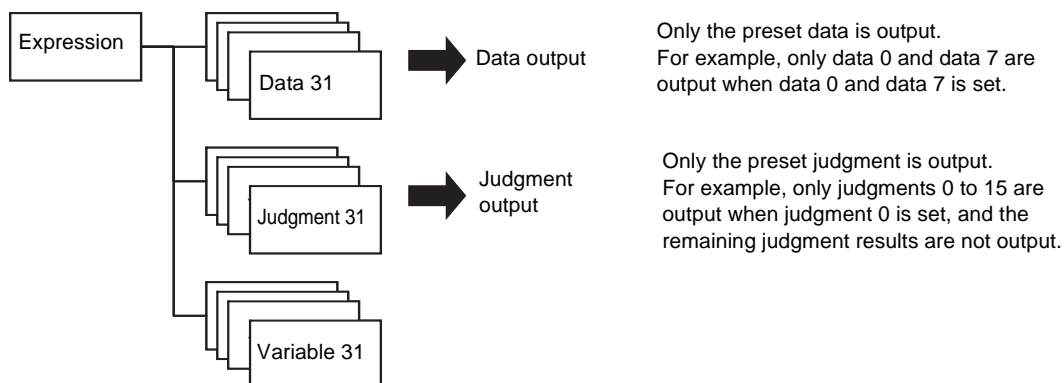 Expression
Data 31
Data output
Only the preset data is output.
For example, only data 0 and data 7 are
output when data 0 and data 7 is set.
Judgment 31
Judgment
output
Only the preset judgment is output.
For example, only judgments 0 to 15 are
output when judgment 0 is set, and the
remaining judgment results are not output.
Variable 31